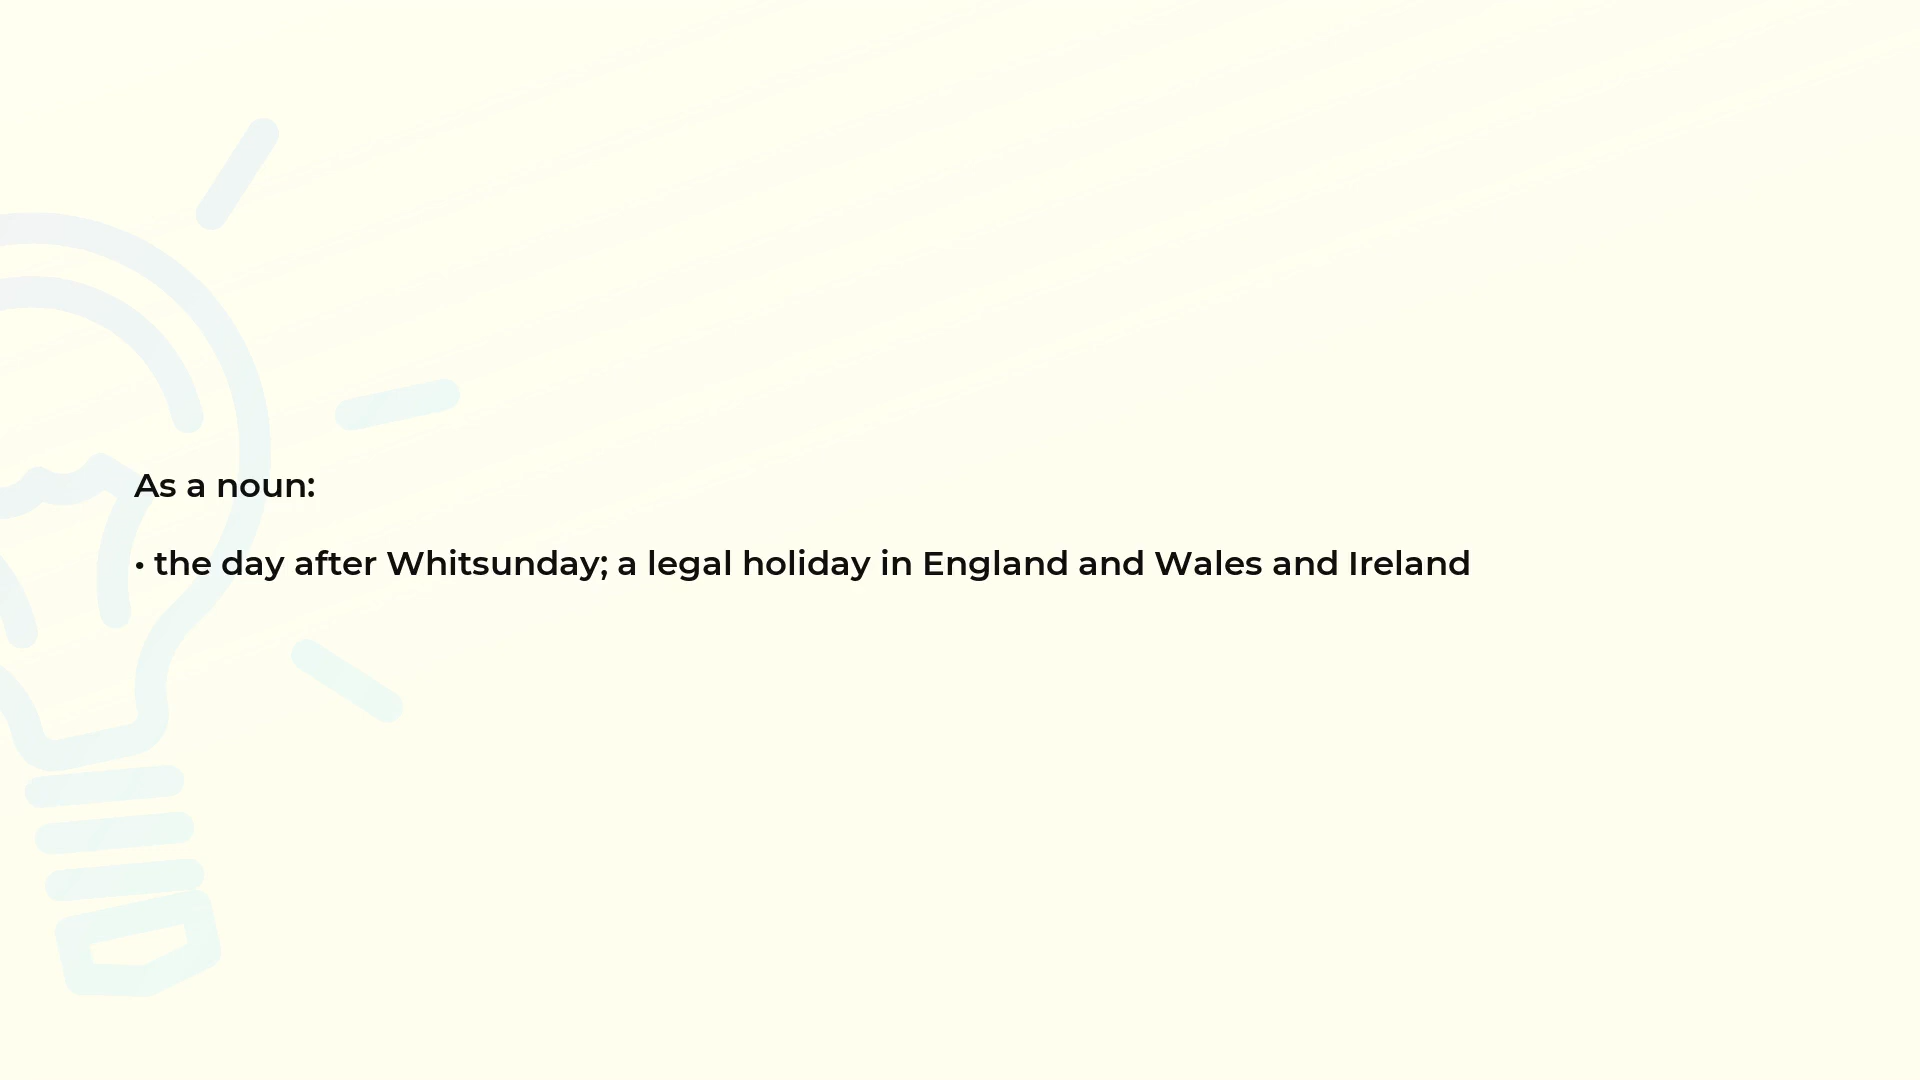 As a noun:
• the day after Whitsunday; a legal holiday in England and Wales and Ireland